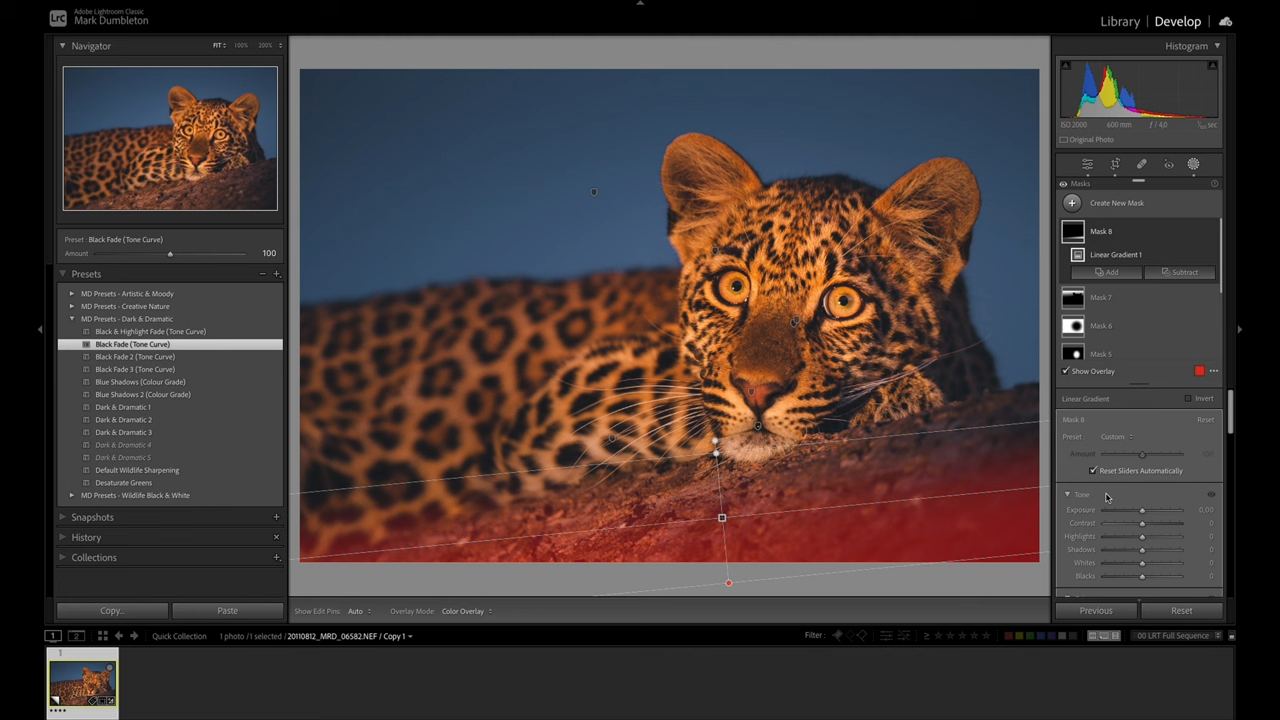 Lrc
Adobe Lightroom Classic
Mark Dumbleton
Library
Develop
Navigator
FIT
100%
200%
Preset: Black Fade (Tone Curve)
Amount
100
Presets
MD Presets - Artistic & Moody
MD Presets - Creative Nature
MD Presets - Dark & Dramatic
Black & Highlight Fade (Tone Curve)
Black Fade (Tone Curve)
Black Fade 2 (Tone Curve)
Black Fade 3 (Tone Curve)
Blue Shadows (Colour Grade)
Blue Shadows 2 (Colour Grade)
Dark & Dramatic 1
Dark & Dramatic 2
Dark & Dramatic 3
Dark & Dramatic 4
Dark & Dramatic 5
Default Wildlife Sharpening
Desaturate Greens
MD Presets - Wildlife Black & White
Snapshots
History
Collections
Copy...
Paste
Show Edit Pins: Auto
Overlay Mode: Color Overlay
Histogram
ISO 2000
600 mm
ƒ / 4,0
sec
Original Photo
Masks
Create New Mask
Mask 8
Linear Gradient 1
Add
Subtract
Mask 7
Mask 6
Mask 5
Show Overlay
Linear Gradient
Invert
Mask 8
Reset
Preset: Custom
Amount
100
Reset Sliders Automatically
Tone
Exposure 0,00
Contrast 0
Highlights 0
Shadows 0
Whites 0
Blacks 0
Previous
Reset
1
2
Quick Collection
1 photo / 1 selected / 20110812_MRD_06582.NEF / Copy 1
Filter:
00 LRT Full Sequence
1